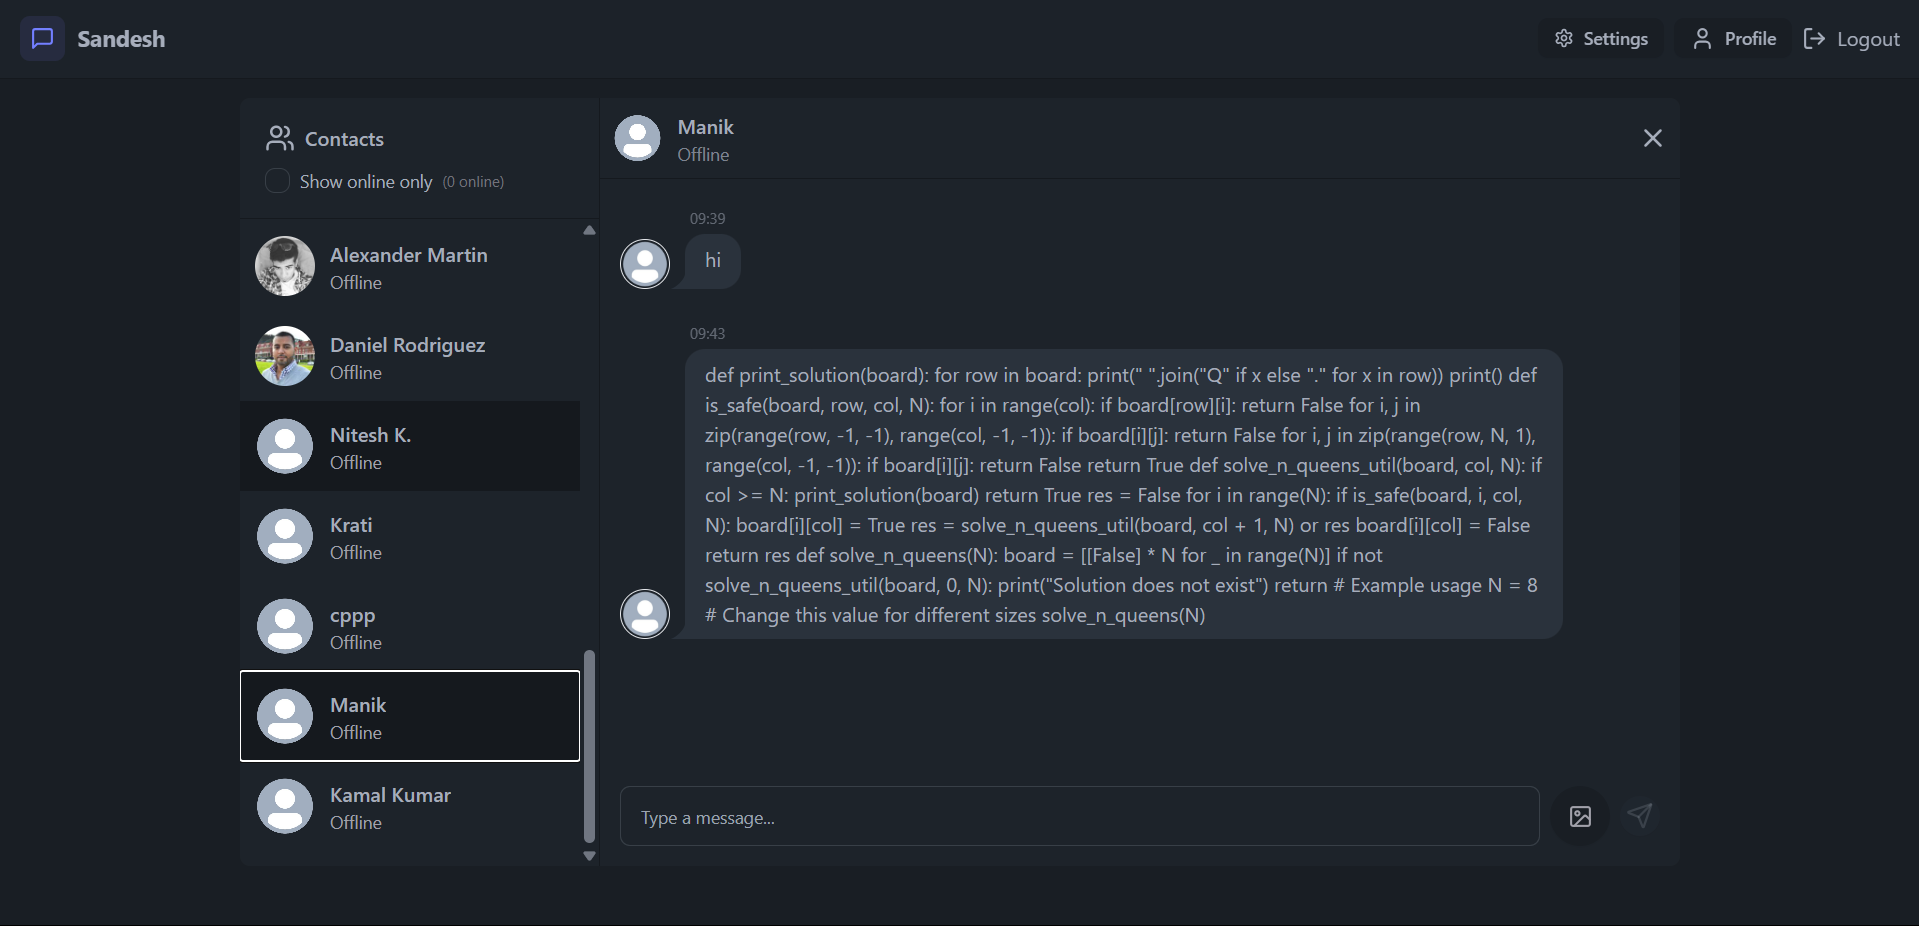 Sandesh
Settings
Profile
Logout
Contacts
Show online only (0 online)
Alexander Martin
Offline
Daniel Rodriguez
Offline
Nitesh K.
Offline
Krati
Offline
cppp
Offline
Manik
Offline
Kamal Kumar
Offline
Manik
Offline
09:39
hi
09:43
def print_solution(board): for row in board: print(" ".join("Q" if x else "." for x in row)) print() def
is_safe(board, row, col, N): for i in range(col): if board[row][i]: return False for i, j in
zip(range(row, -1, -1), range(col, -1, -1)): if board[i][j]: return False for i, j in zip(range(row, N, 1),
range(col, -1, -1)): if board[i][j]: return False return True def solve_n_queens_util(board, col, N): if
col >= N: print_solution(board) return True res = False for i in range(N): if is_safe(board, i, col,
N): board[i][col] = True res = solve_n_queens_util(board, col + 1, N) or res board[i][col] = False
return res def solve_n_queens(N): board = [[False] * N for _ in range(N)] if not
solve_n_queens_util(board, 0, N): print("Solution does not exist") return # Example usage N = 8
# Change this value for different sizes solve_n_queens(N)
Type a message...